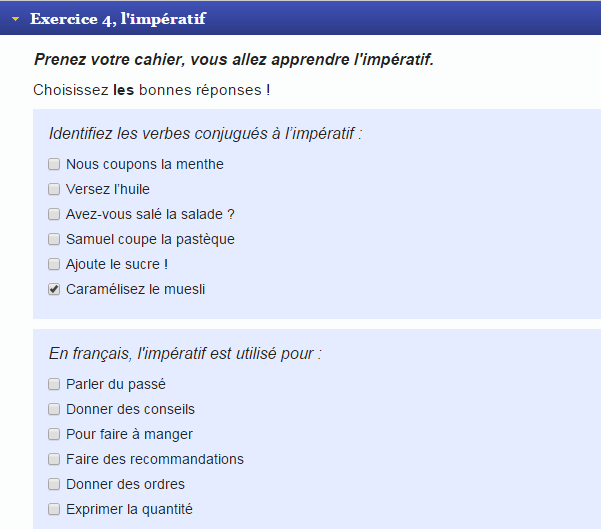 Exercice 4, l'impératif
Prenez votre cahier, vous allez apprendre l'impératif.
Choisissez les bonnes réponses !
Identifiez les verbes conjugués à l’impératif :
Nous coupons la menthe
Versez l’huile
Avez-vous salé la salade ?
Samuel coupe la pastèque
Ajoute le sucre !
Caramélisez le muesli
En français, l'impératif est utilisé pour :
Parler du passé
Donner des conseils
Pour faire à manger
Faire des recommandations
Donner des ordres
Exprimer la quantité